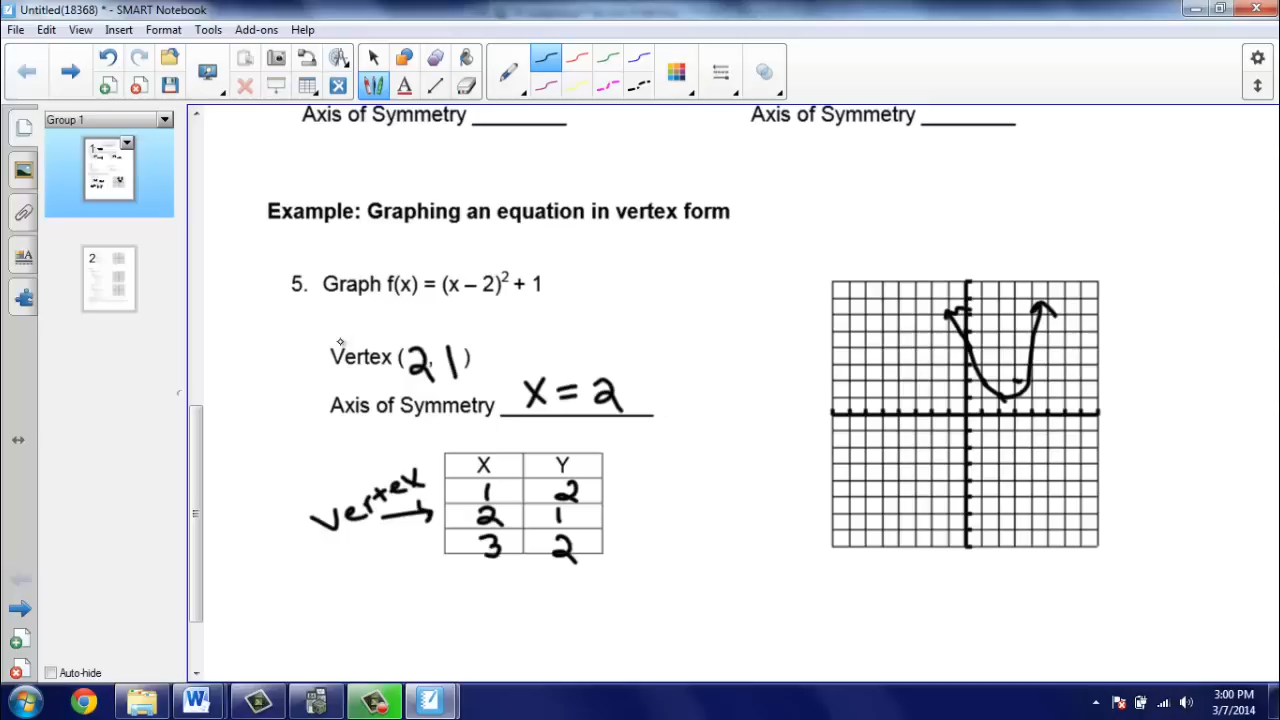 Untitled(18368) * - SMART Notebook
File Edit View Insert Format Tools Add-ons Help
Group 1
1
2
Axis of Symmetry ________ Axis of Symmetry ________
Example: Graphing an equation in vertex form
5. Graph f(x) = (x – 2)² + 1
Vertex (2, 1)
Axis of Symmetry x = 2
X Y
1 2
vertex → 2 1
3 2
Auto-hide
3:00 PM
3/7/2014